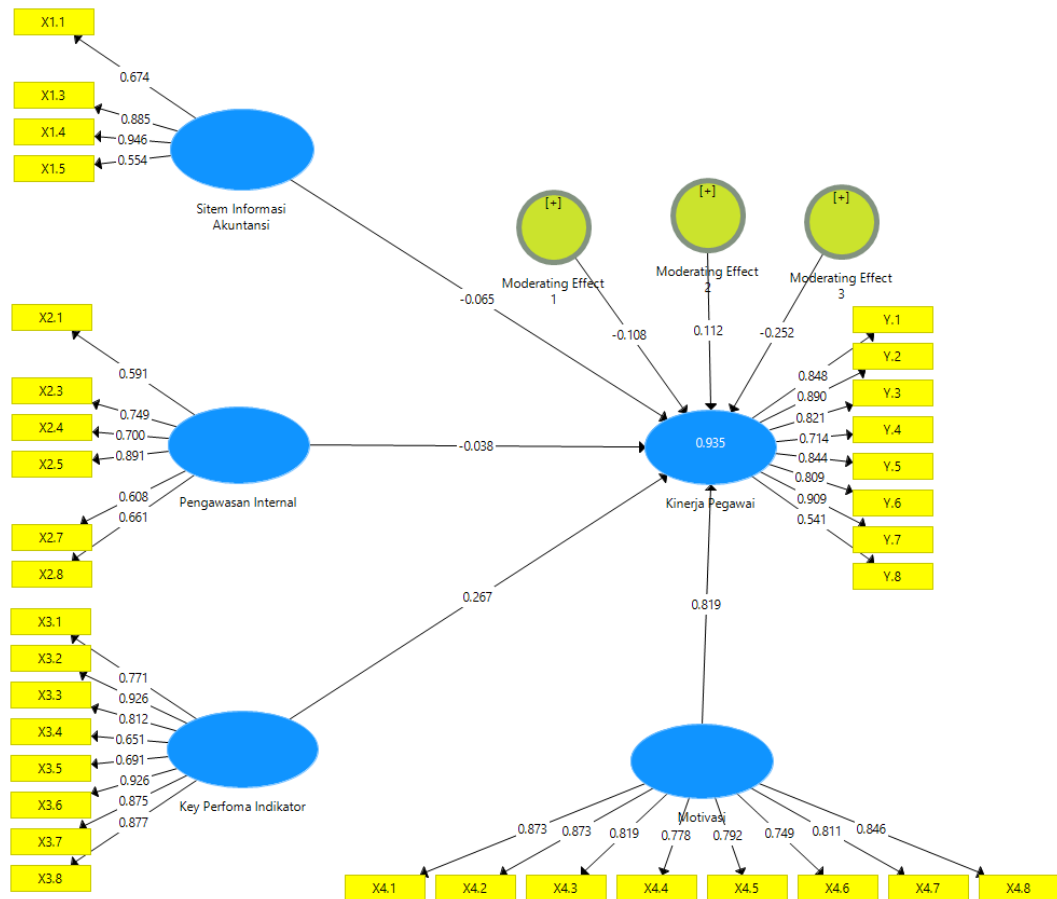 X1.1
0.674
X1.3
0.885
X1.4
0.946
X1.5
0.554
Sitem Informasi
Akuntansi
[+]
[+]
[+]
Moderating Effect
1
Moderating Effect
2
Moderating Effect
3
-0.065
-0.108
0.112
-0.252
X2.1
0.591
X2.3
0.749
X2.4
0.700
X2.5
0.891
0.608
0.661
X2.7
X2.8
Pengawasan Internal
-0.038
0.935
Kinerja Pegawai
Y.1
0.848
Y.2
0.890
Y.3
0.821
Y.4
0.714
Y.5
0.844
Y.6
0.809
Y.7
0.909
Y.8
0.541
0.267
0.819
X3.1
0.771
X3.2
0.926
X3.3
0.812
X3.4
0.651
X3.5
0.691
X3.6
0.926
X3.7
0.875
X3.8
0.877
Key Perfoma Indikator
Motivasi
0.873
0.873
0.819
0.778
0.792
0.749
0.811
0.846
X4.1
X4.2
X4.3
X4.4
X4.5
X4.6
X4.7
X4.8